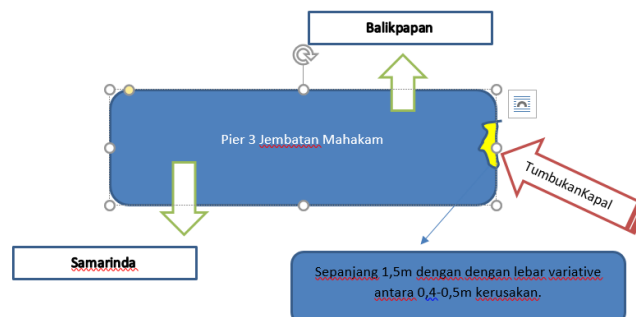 Balikpapan
Pier 3 Jembatan Mahakam
TumbukanKapal
Samarinda
Sepanjang 1,5m dengan dengan lebar variative
antara 0,4-0,5m kerusakan.